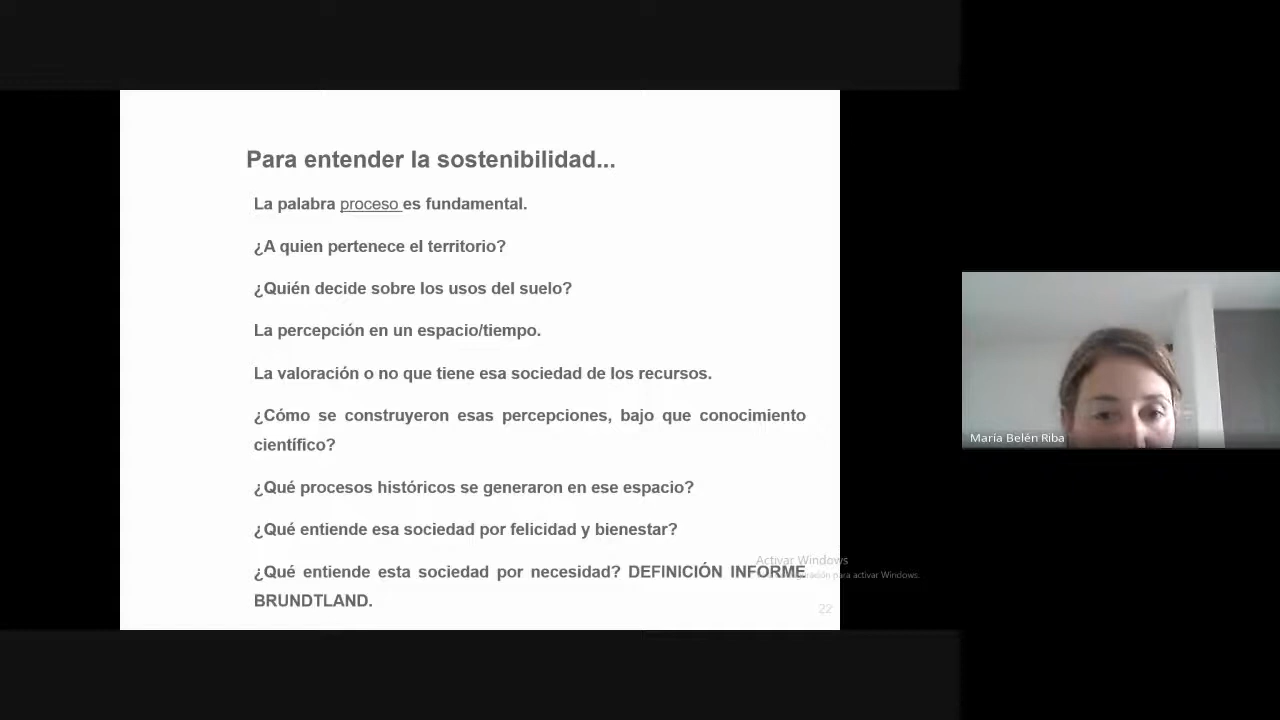 Para entender la sostenibilidad...
La palabra proceso es fundamental.
¿A quien pertenece el territorio?
¿Quién decide sobre los usos del suelo?
La percepción en un espacio/tiempo.
La valoración o no que tiene esa sociedad de los recursos.
¿Cómo se construyeron esas percepciones, bajo que conocimiento
científico?
¿Qué procesos históricos se generaron en ese espacio?
¿Qué entiende esa sociedad por felicidad y bienestar?
¿Qué entiende esta sociedad por necesidad? DEFINICIÓN INFORME
BRUNDTLAND.
Activar Windows
para activar Windows.
22
María Belén Riba